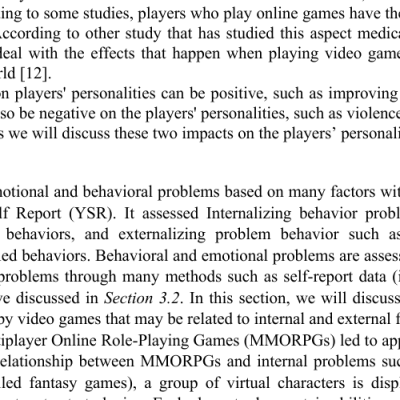 ing to some studies, players who play online games have the
According to other study that has studied this aspect medica
deal with the effects that happen when playing video game
rld [12].
on players' personalities can be positive, such as improving
so be negative on the players' personalities, such as violence
s we will discuss these two impacts on the players' personali
notional and behavioral problems based on many factors wit
lf Report (YSR). It assessed Internalizing behavior probl
behaviors, and externalizing problem behavior such as
ed behaviors. Behavioral and emotional problems are asses
problems through many methods such as self-report data (i
ve discussed in Section 3.2. In this section, we will discuss
by video games that may be related to internal and external f
tiplayer Online Role-Playing Games (MMORPGs) led to app
relationship between MMORPGs and internal problems suc
led fantasy games), a group of virtual characters is disp